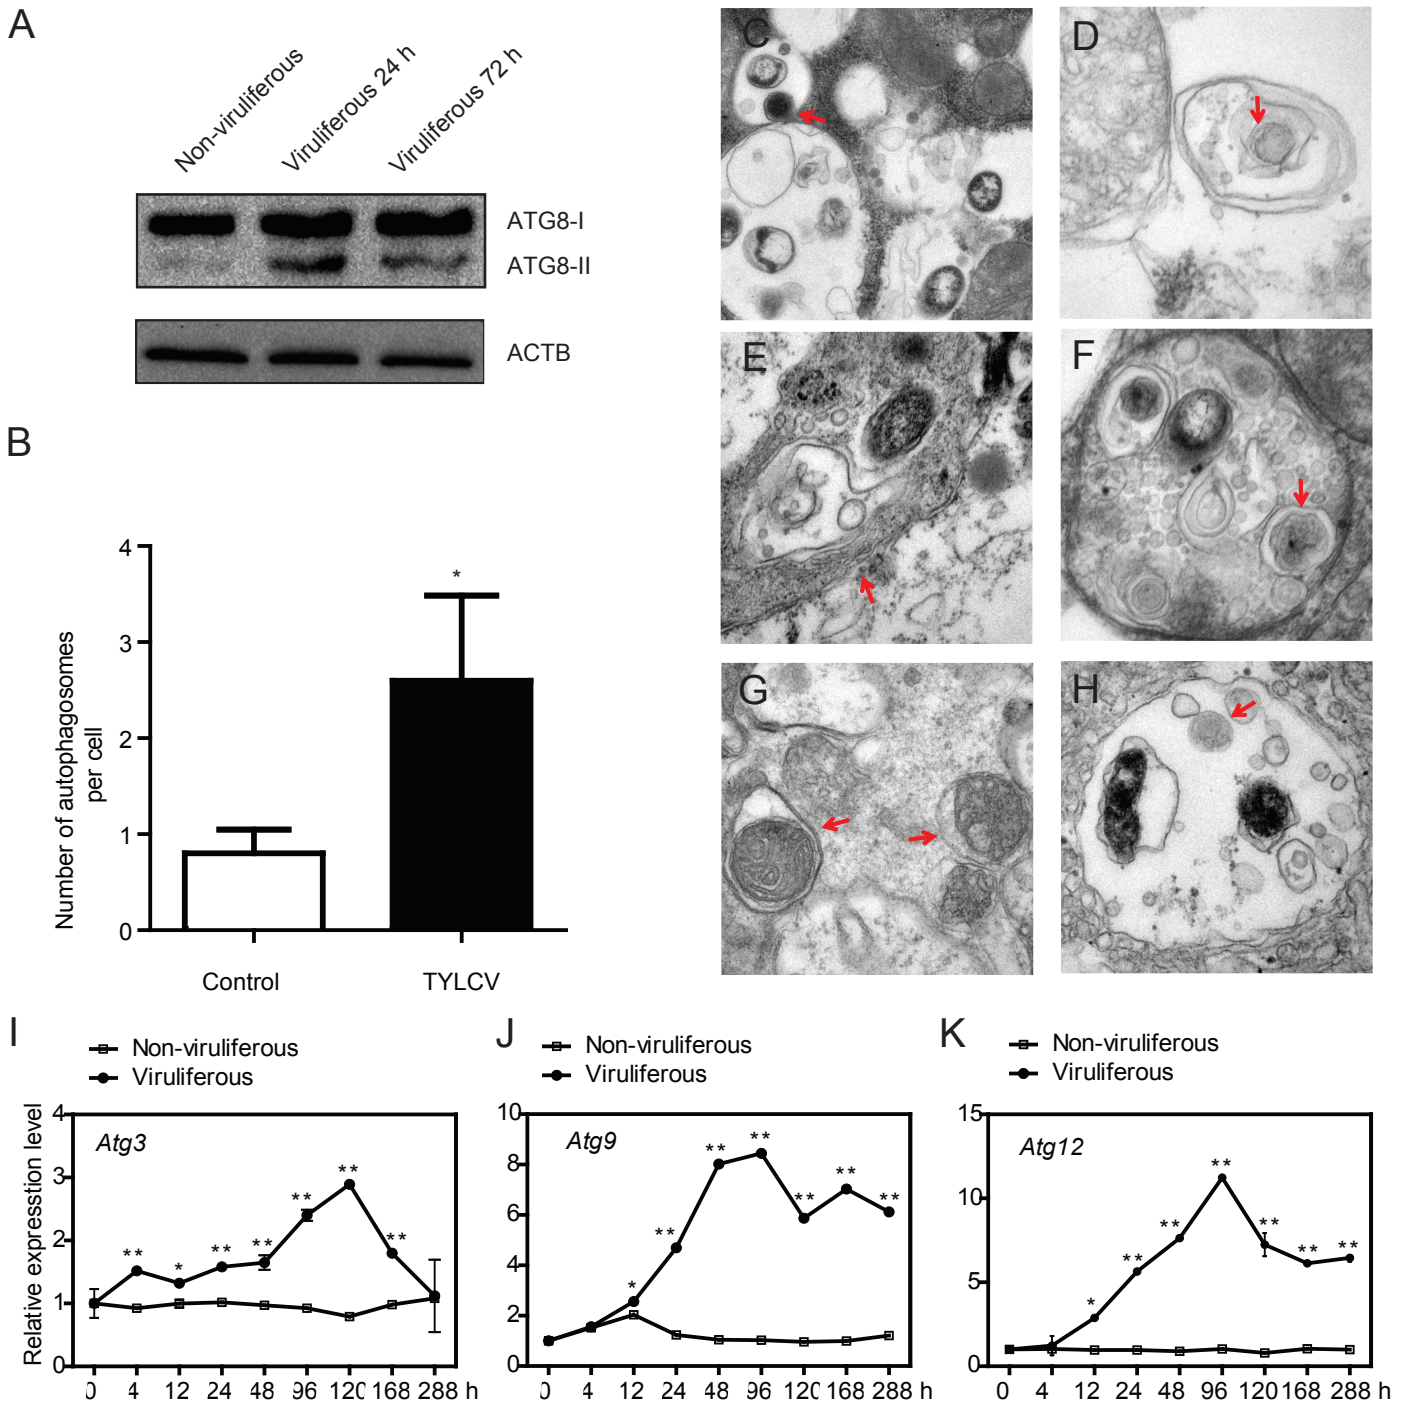 A
Non-viruliferous
Viruliferous 24 h
Viruliferous 72 h
ATG8-I
ATG8-II
ACTB
B
Number of autophagosomes
per cell
4
3
2
1
0
*
Control
TYLCV
C
D
E
F
G
H
I
Non-viruliferous
Viruliferous
Relative expresstion level
Atg3
4
3
2
1
0
** * ** ** ** ** **
0 4 12 24 48 96 120 168 288 h
J
Non-viruliferous
Viruliferous
Atg9
10
8
6
4
2
0
* ** ** ** ** ** **
0 4 12 24 48 96 120 168 288 h
K
Non-viruliferous
Viruliferous
Atg12
15
10
5
0
* ** ** ** ** ** **
0 4 12 24 48 96 120 168 288 h